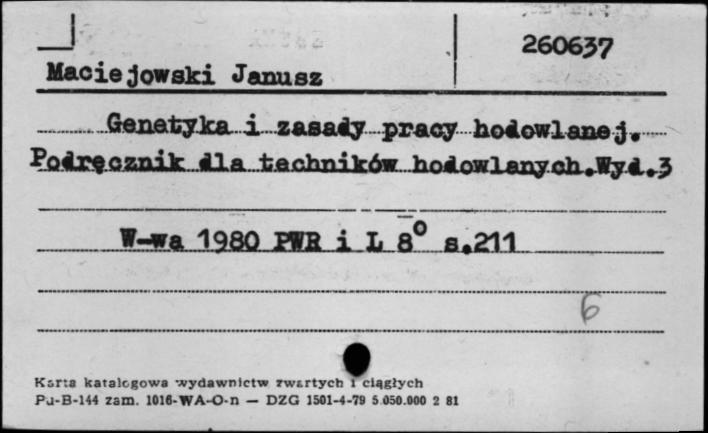 260637
Maciejowski Janusz
Genetyka i zasady pracy hodowlanej.
Podręcznik dla techników hodowlanych.Wyd.3
W-wa 1980 PWR i L 8° s.211
6
Karta katalogowa wydawnictw zwartych i ciągłych
Pu-B-144 zam. 1016-WA-O-n — DZG 1501-4-79 5.050.000 2 81